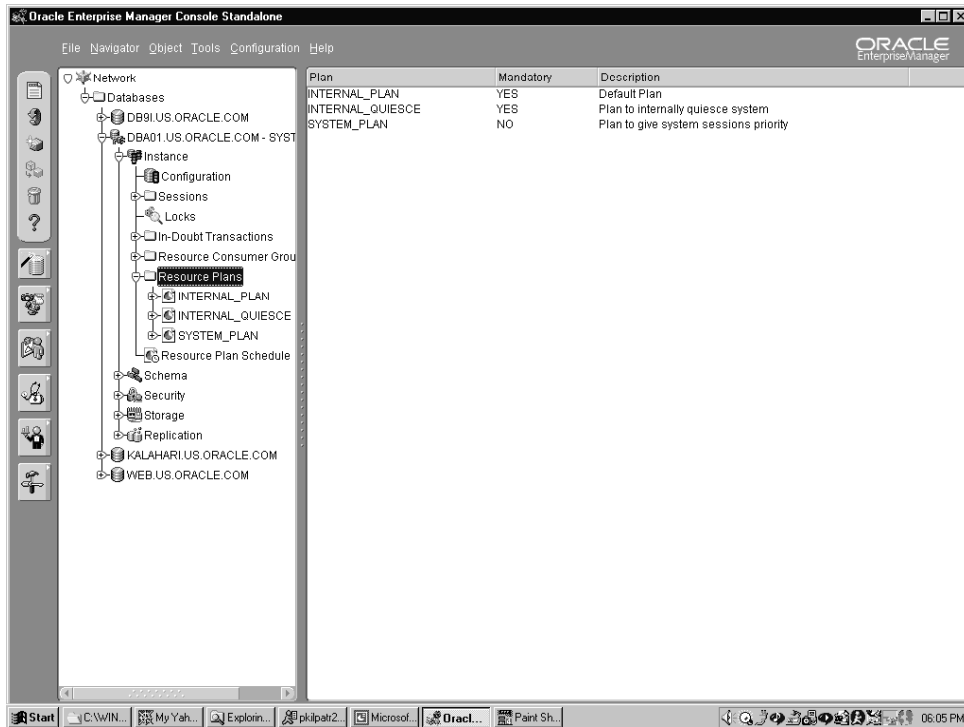 Oracle Enterprise Manager Console Standalone
File Navigator Object Tools Configuration Help
ORACLE
EnterpriseManager
Network
Databases
DB9I.US.ORACLE.COM
DBA01.US.ORACLE.COM - SYST
Instance
Configuration
Sessions
Locks
In-Doubt Transactions
Resource Consumer Grou
Resource Plans
INTERNAL_PLAN
INTERNAL_QUIESCE
SYSTEM_PLAN
Resource Plan Schedule
Schema
Security
Storage
Replication
KALAHARI.US.ORACLE.COM
WEB.US.ORACLE.COM
Plan Mandatory Description
INTERNAL_PLAN YES Default Plan
INTERNAL_QUIESCE YES Plan to internally quiesce system
SYSTEM_PLAN NO Plan to give system sessions priority
Start C:\WIN... My Yah... Explorin... pkilpatr2... Microsof... Oracl... Paint Sh... 06:05 PM